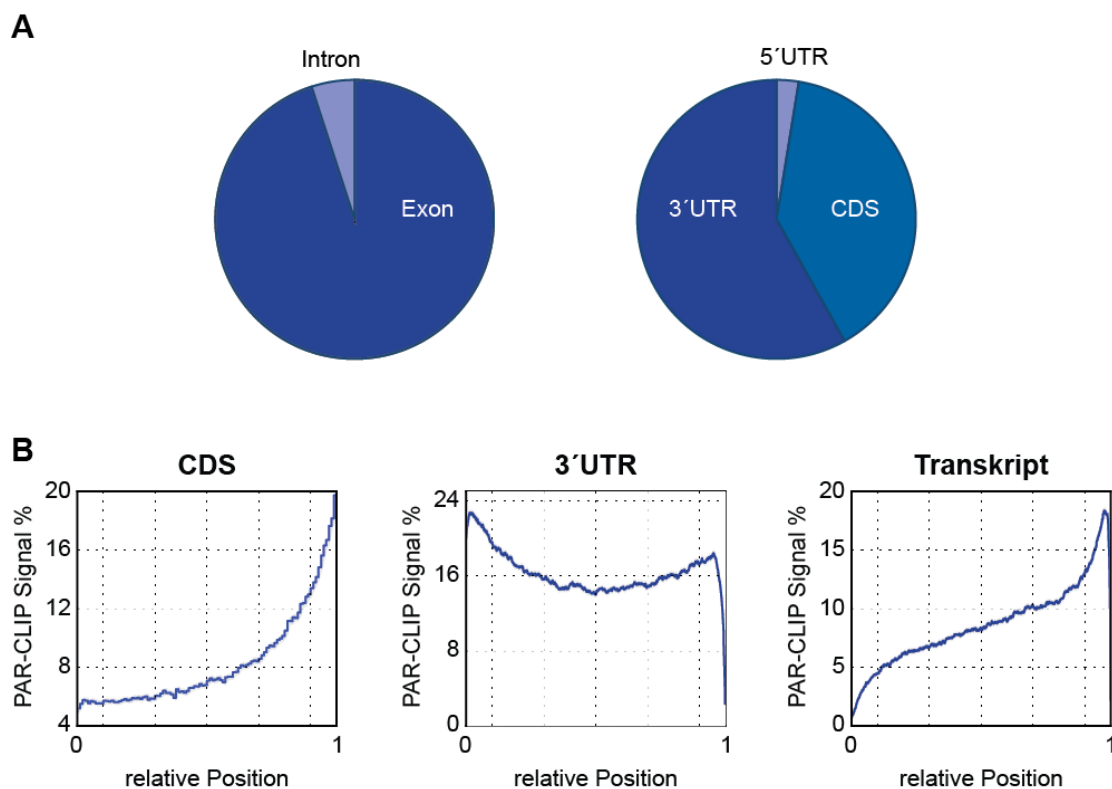 A
Intron
Exon
5´UTR
3´UTR
CDS
B
CDS
PAR-CLIP Signal %
20
16
12
8
4
0
1
relative Position
3´UTR
PAR-CLIP Signal %
24
16
8
0
0
1
relative Position
Transkript
PAR-CLIP Signal %
20
15
10
5
0
0
1
relative Position